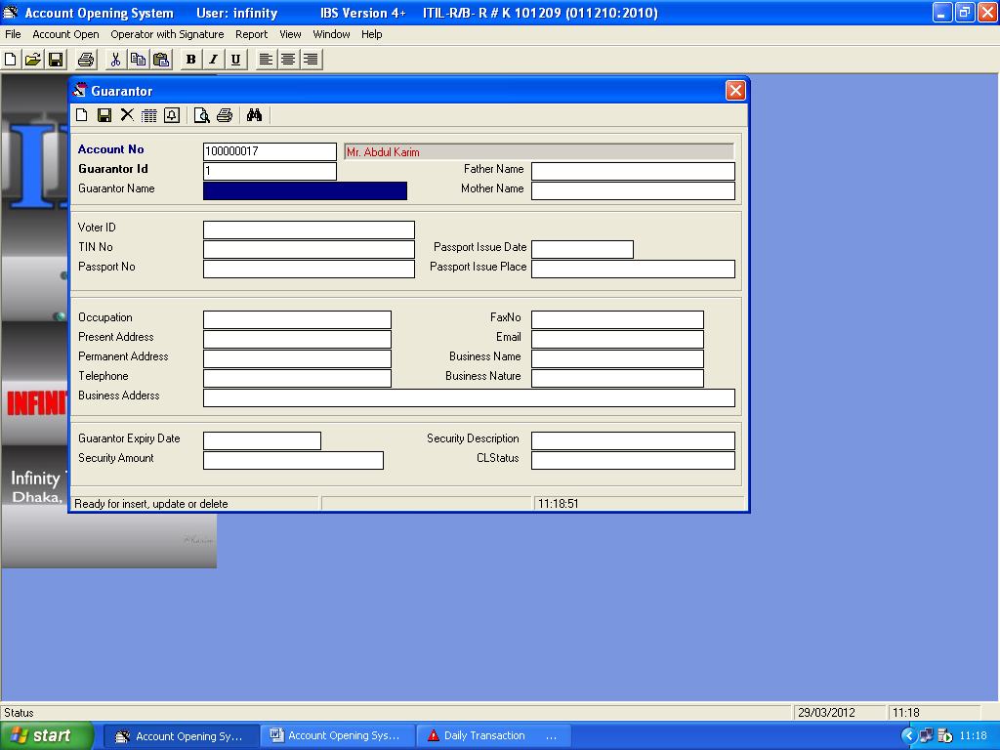 Account Opening System User: infinity IBS Version 4+ ITIL-R/B- R # K 101209 (011210:2010)
File Account Open Operator with Signature Report View Window Help
B I U
Guarantor
Account No 100000017 Mr. Abdul Karim
Guarantor Id 1 Father Name
Guarantor Name Mother Name
Voter ID
TIN No Passport Issue Date
Passport No Passport Issue Place
Occupation FaxNo
Present Address Email
Permanent Address Business Name
Telephone Business Nature
Business Adderss
Guarantor Expiry Date Security Description
Security Amount CLStatus
Ready for insert, update or delete 11:18:51
INFINI
Infinity
Dhaka,
@Karim
Status 29/03/2012 11:18
start Account Opening Sy... Account Opening Sys... Daily Transaction ... 11:18